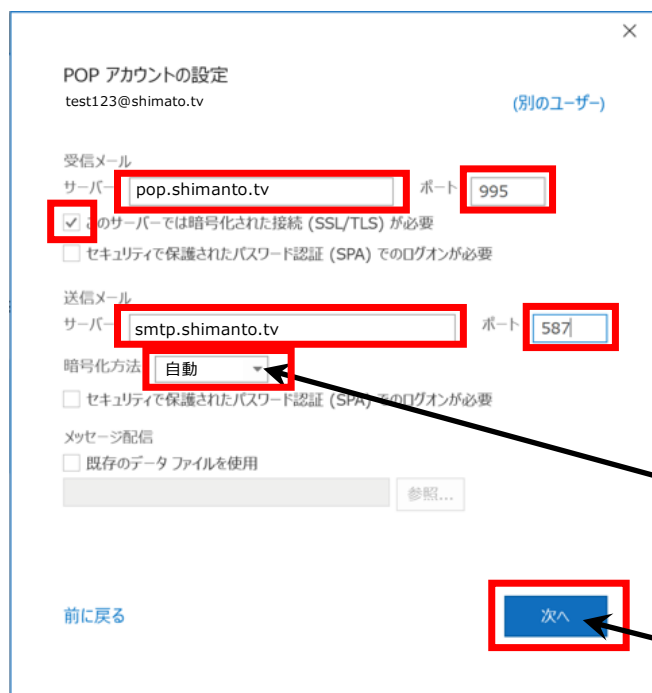 POP アカウントの設定
test123@shimato.tv
(別のユーザー)
受信メール
サーバー pop.shimanto.tv ポート 995
このサーバーでは暗号化された接続 (SSL/TLS) が必要
セキュリティで保護されたパスワード認証 (SPA) でのログオンが必要
送信メール
サーバー smtp.shimanto.tv ポート 587
暗号化方法 自動
セキュリティで保護されたパスワード認証 (SPA) でのログオンが必要
メッセージ配信
既存のデータ ファイルを使用
参照...
前に戻る
次へ